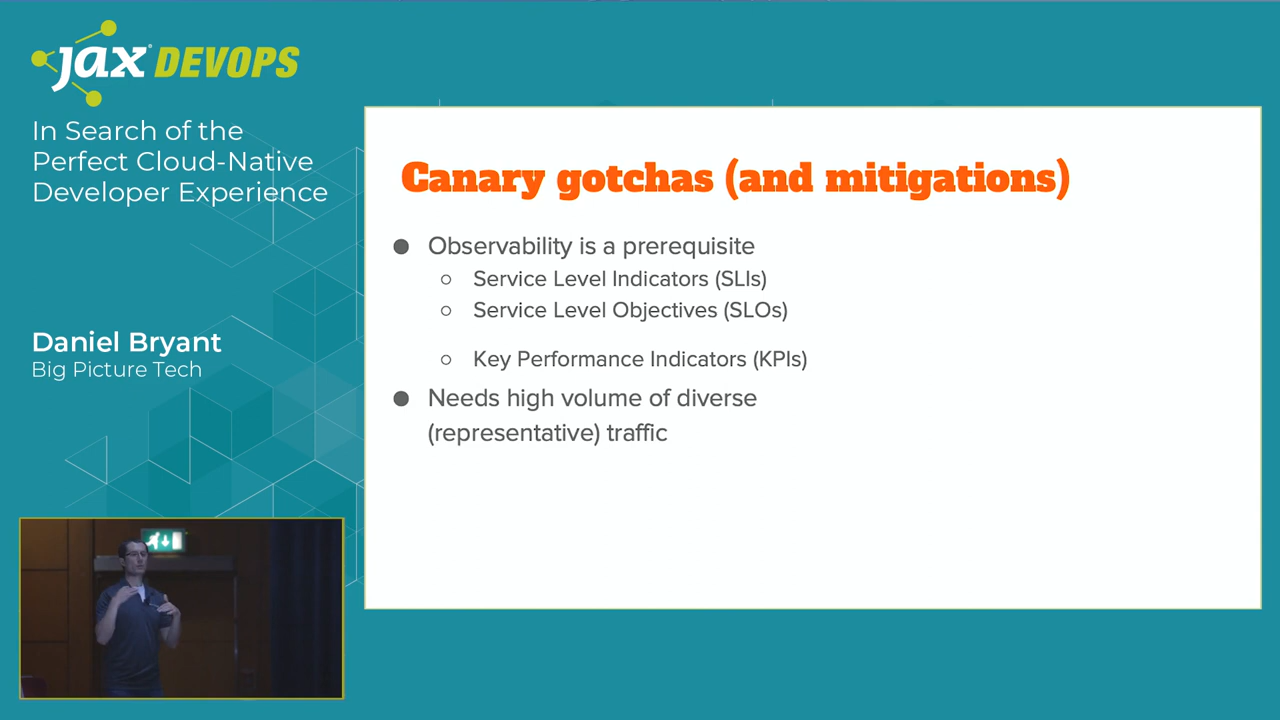 jax DEVOPS
In Search of the
Perfect Cloud-Native
Developer Experience
Daniel Bryant
Big Picture Tech
Canary gotchas (and mitigations)
● Observability is a prerequisite
○ Service Level Indicators (SLIs)
○ Service Level Objectives (SLOs)
○ Key Performance Indicators (KPIs)
● Needs high volume of diverse
(representative) traffic